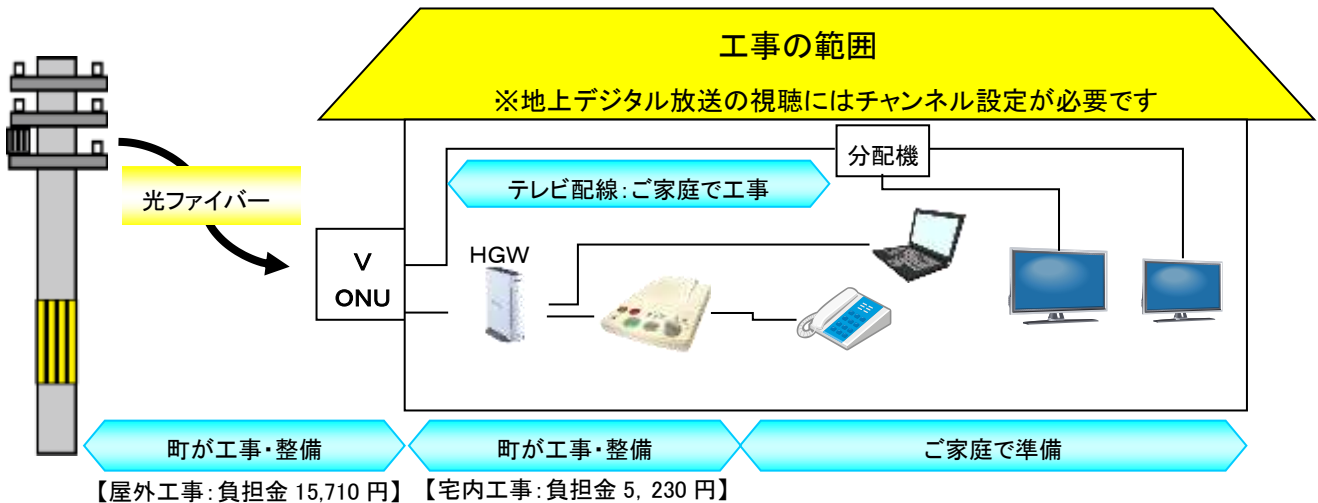 工事の範囲
※地上デジタル放送の視聴にはチャンネル設定が必要です
分配機
テレビ配線：ご家庭で工事
光ファイバー
V
ONU
HGW
町が工事・整備
町が工事・整備
ご家庭で準備
【屋外工事：負担金 15,710 円】
【宅内工事：負担金 5，230 円】